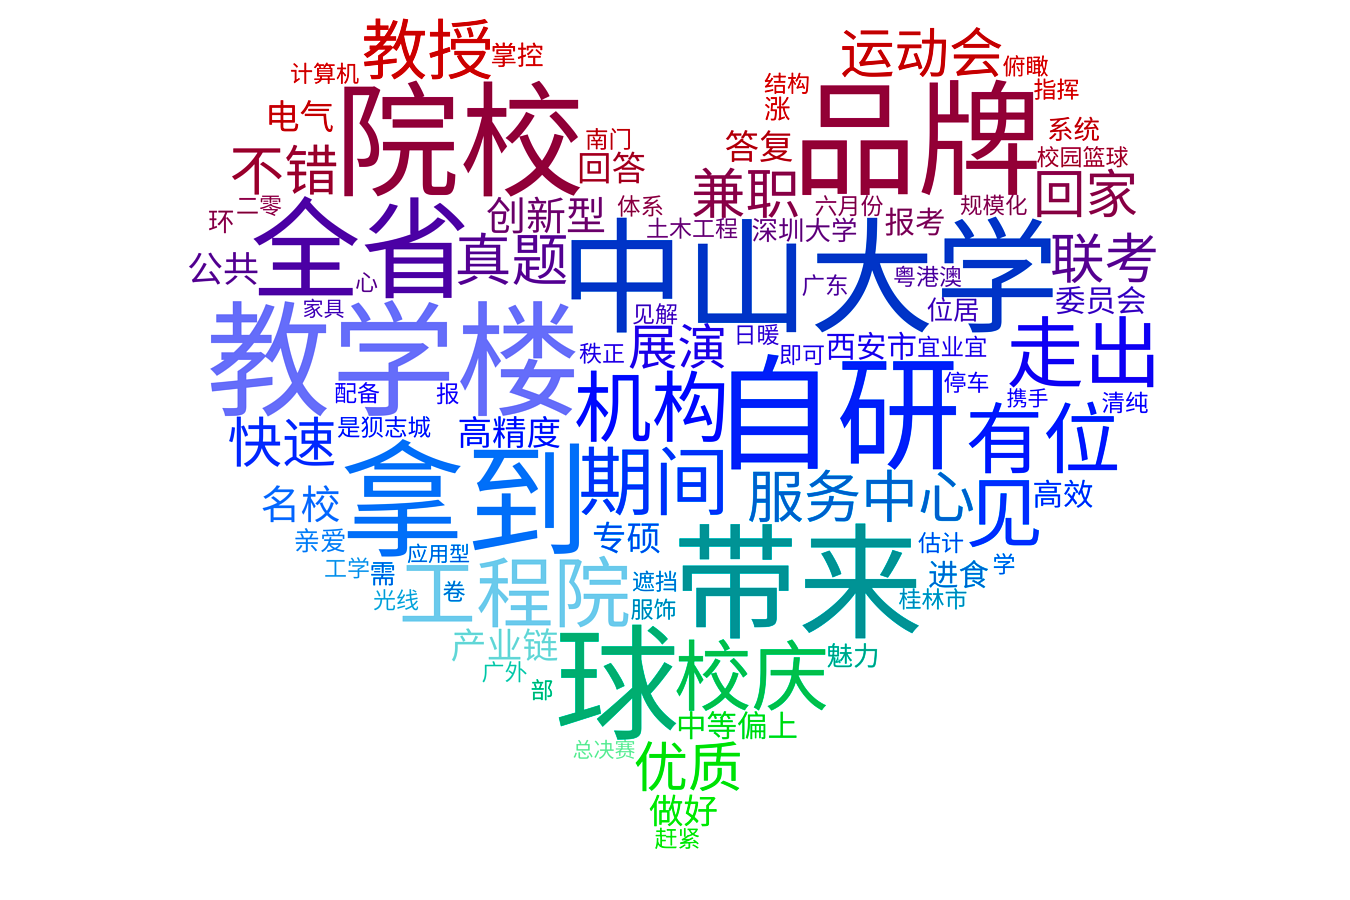 教授
掌控
运动会
俯瞰
计算机
结构
指挥
院校
品牌
涨
电气
系统
南门
答复
校园篮球
不错
回答
兼职
回家
二零
环
全省
创新型
体系
六月份
报考
规模化
土木工程
深圳大学
真题
中山大学
联考
公共
心
广东
粤港澳
委员会
家具
见解
位居
教学楼
秩正
展演
日暖
即可
西安市
宜业宜
走出
配备
报
机构
自研
停车
携手
清纯
快速
是狈志城
高精度
有位
拿到
期间
服务中心
见
高效
名校
亲爱
应用型
专硕
估计
工学
需
工程院
遮挡
带来
进食
学
光线
卷
服饰
桂林市
产业链
球
校庆
魅力
广外
部
中等偏上
总决赛
优质
做好
赶紧